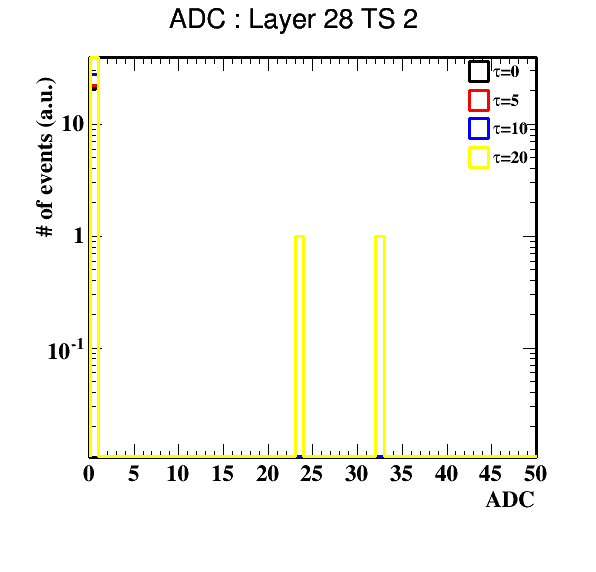 ADC : Layer 28 TS 2
# of events (a.u.)
10
1
10⁻¹
τ=0
τ=5
τ=10
τ=20
0 5 10 15 20 25 30 35 40 45 50
ADC